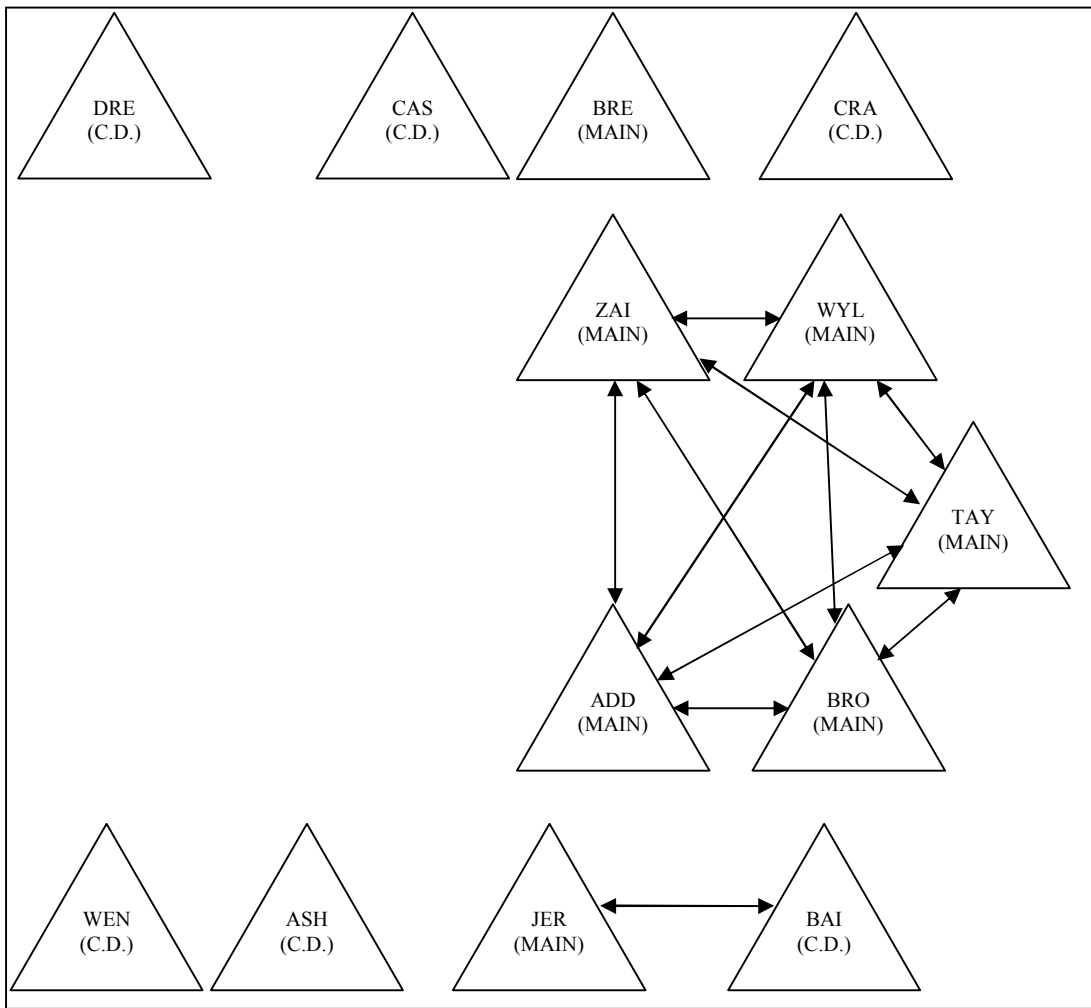 DRE
(C.D.)
CAS
(C.D.)
BRE
(MAIN)
CRA
(C.D.)
ZAI
(MAIN)
WYL
(MAIN)
TAY
(MAIN)
ADD
(MAIN)
BRO
(MAIN)
WEN
(C.D.)
ASH
(C.D.)
JER
(MAIN)
BAI
(C.D.)